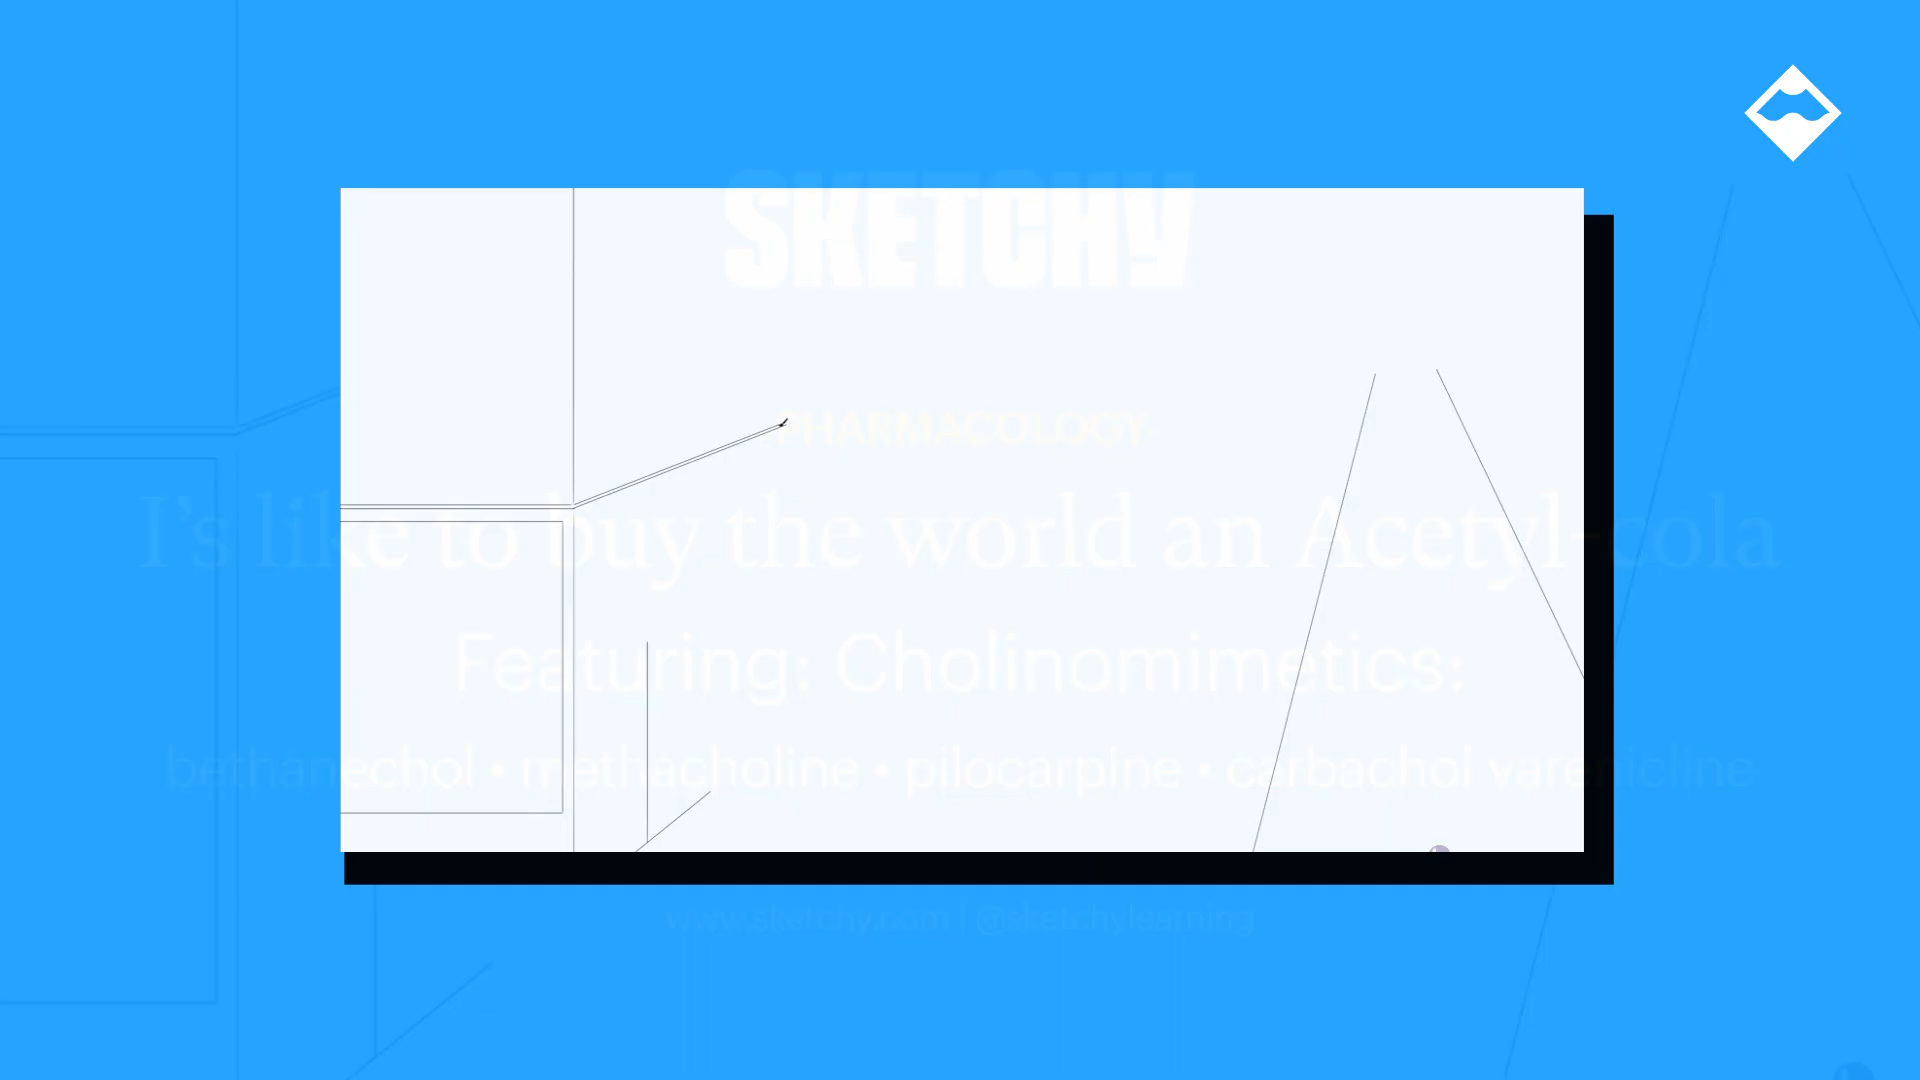 SKETCHY
PHARMACOLOGY
I's like to buy the world an Acetyl-cola
Featuring: Cholinomimetics:
bethanechol • methacholine • pilocarpine • carbachol varenicline
www.sketchy.com | @sketchylearning